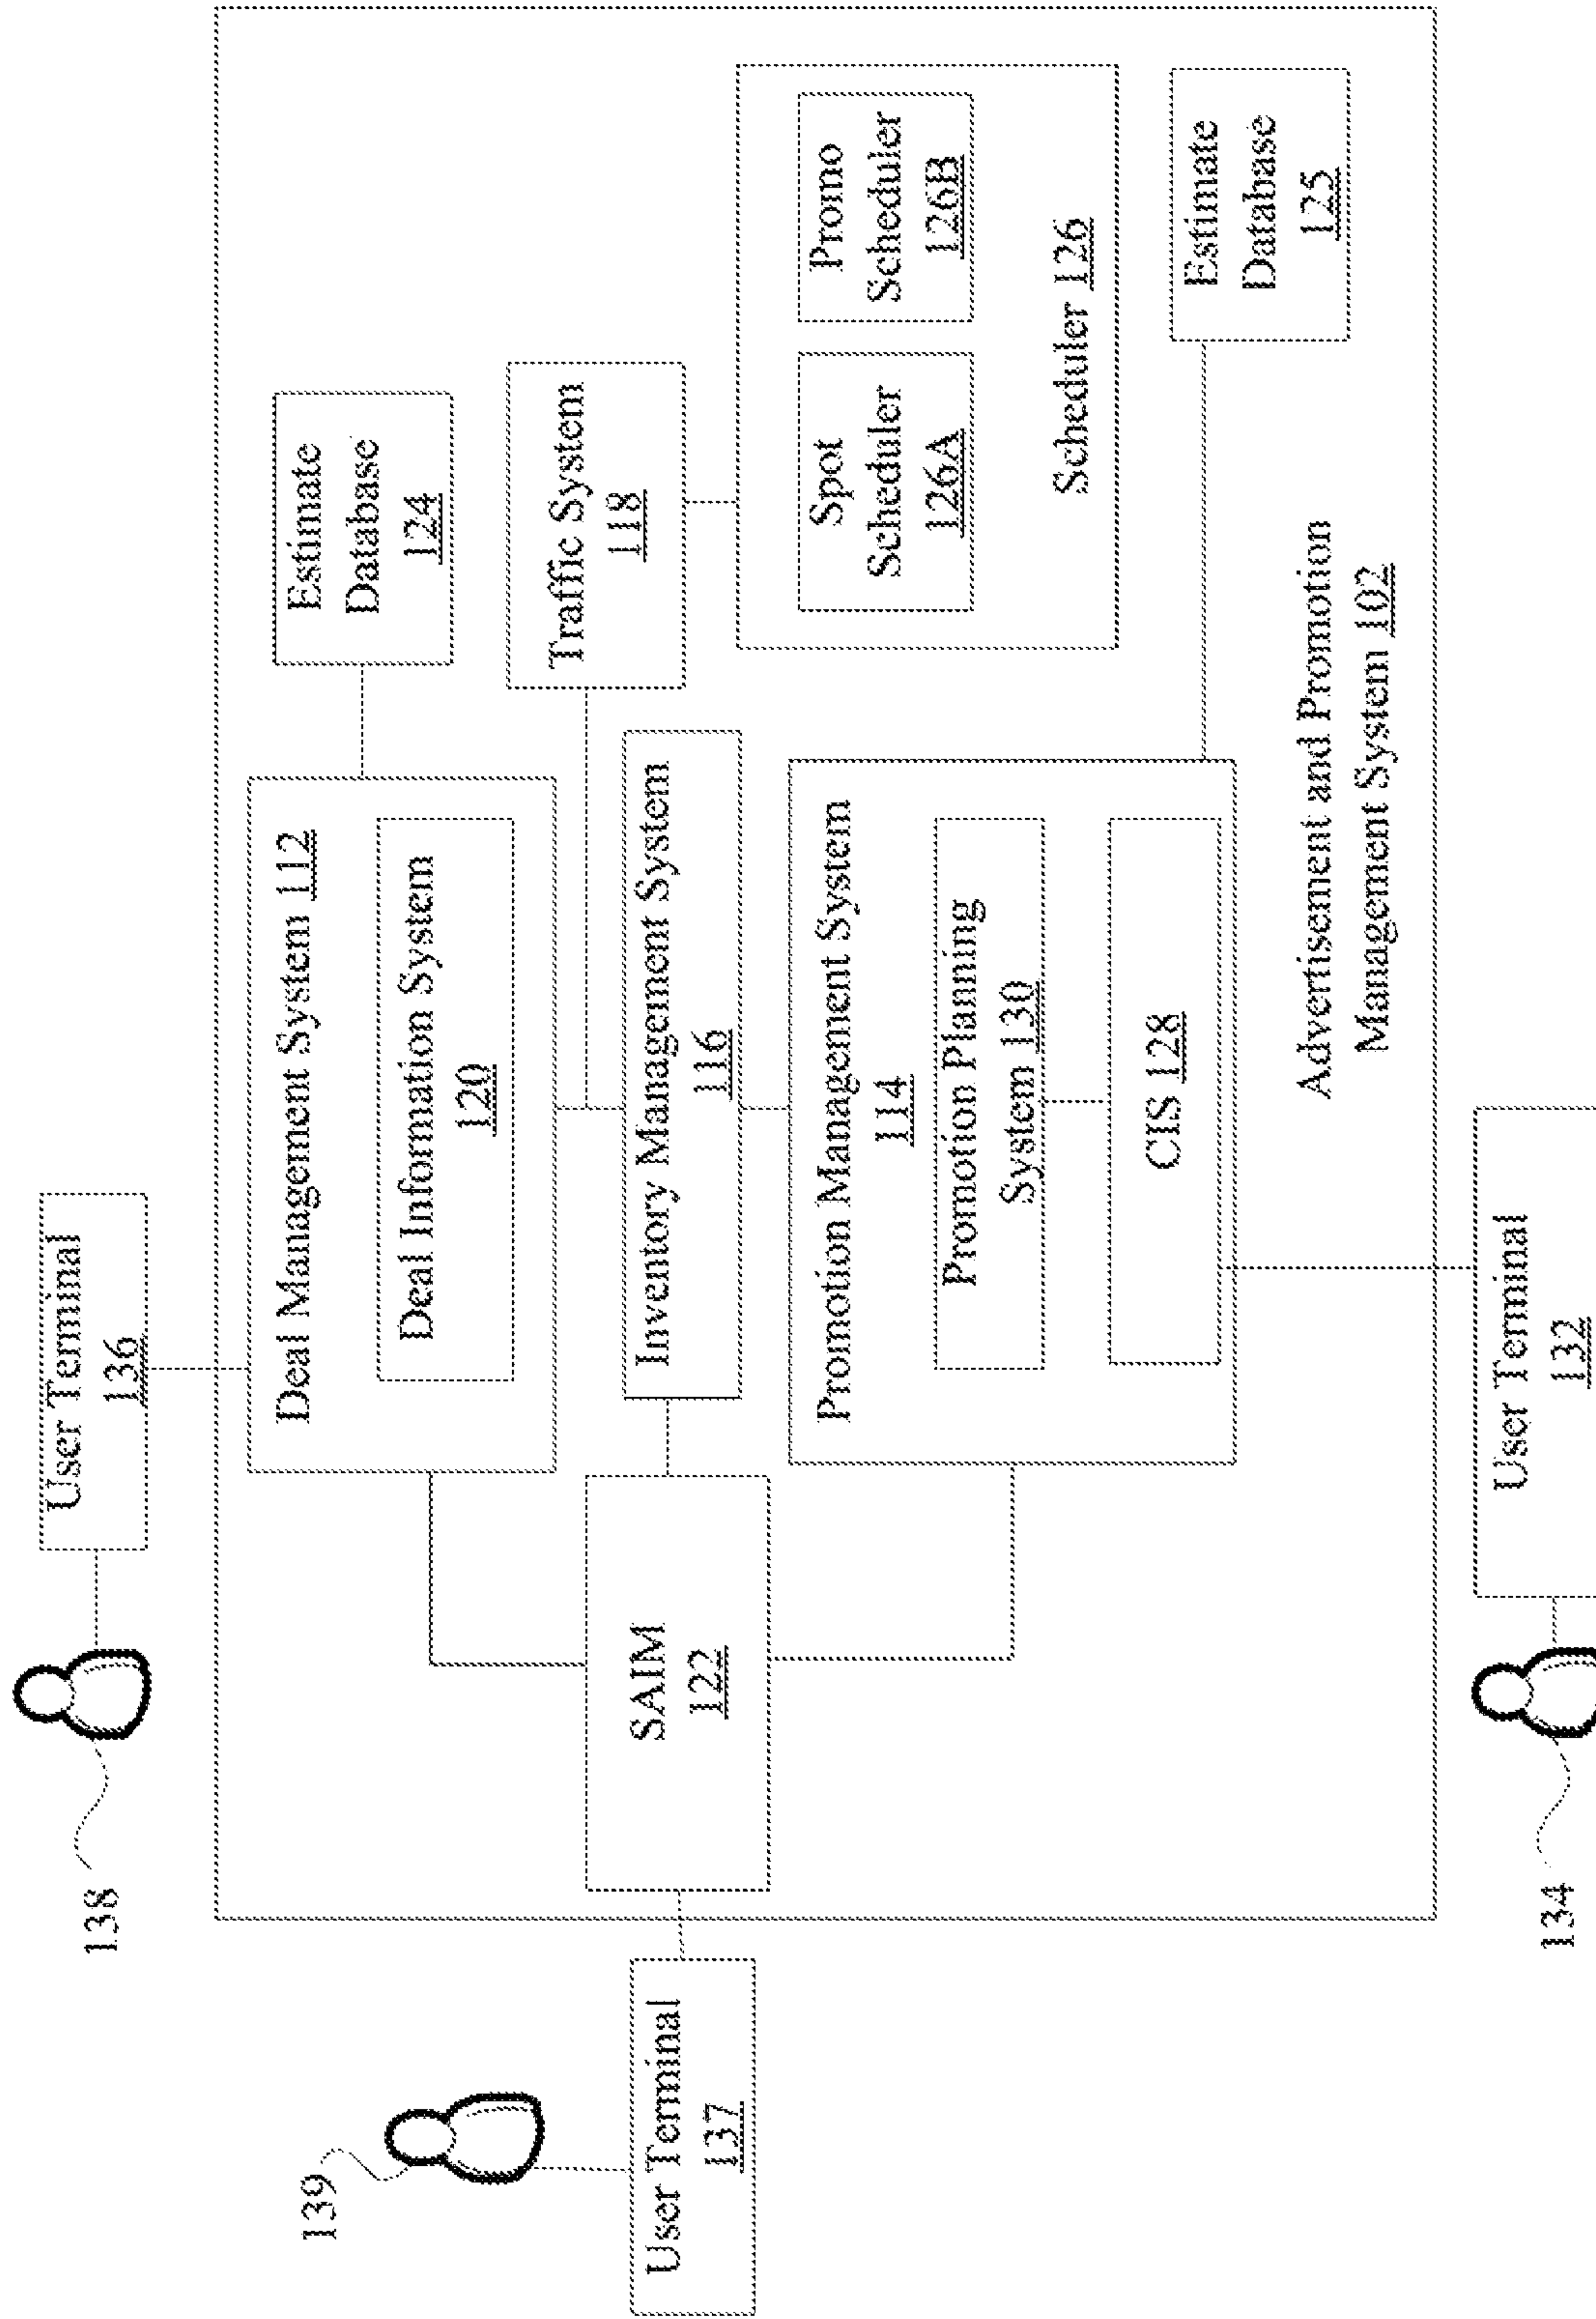 138
User Terminal
136
139
User Terminal
137
Deal Management System 112
Deal Information System
120
Estimate
Database
124
SAIM
122
Inventory Management System
116
Traffic System
118
Promotion Management System
114
Promotion Planning
System 130
CIS 128
Spot
Scheduler
126A
Promo
Scheduler
126B
Scheduler 126
Estimate
Database
125
Advertisement and Promotion
Management System 102
134
User Terminal
132